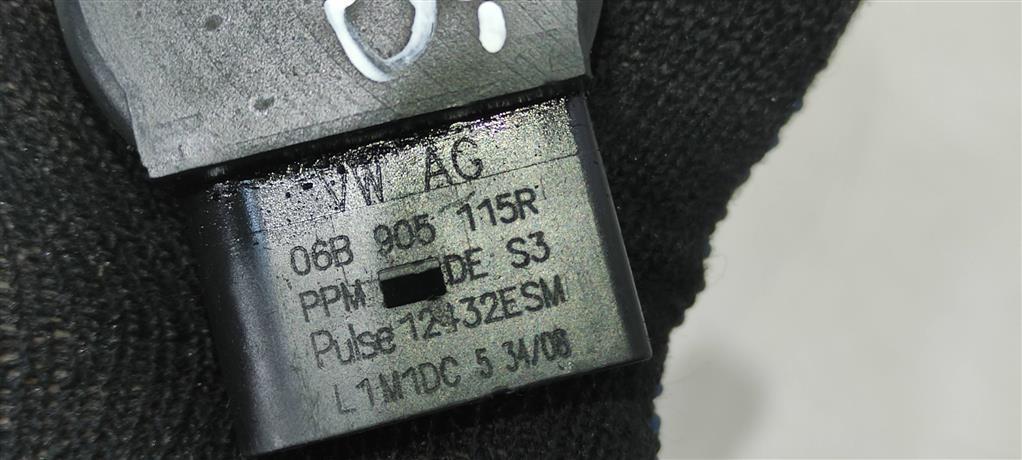 VW AG
06B 905 115R
PPM DE S3
Pulse 12432ESM
L1M1DC 5 34/08